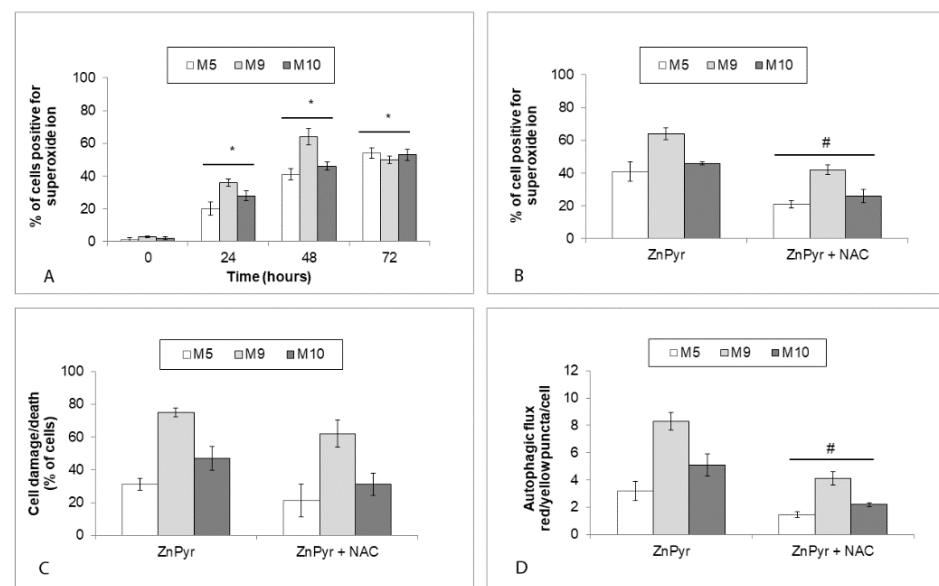 M5 M9 M10
% of cells positive for
superoxide ion
100
80
60
40
20
0
*
*
*
0 24 48 72
Time (hours)
A
M5 M9 M10
% of cell positive for
superoxide ion
100
80
60
40
20
0
#
ZnPyr ZnPyr + NAC
B
M5 M9 M10
Cell damage/death
(% of cells)
100
80
60
40
20
0
ZnPyr ZnPyr + NAC
C
M5 M9 M10
Autophagic flux
red/yellow puncta/cell
12
10
8
6
4
2
0
#
ZnPyr ZnPyr + NAC
D